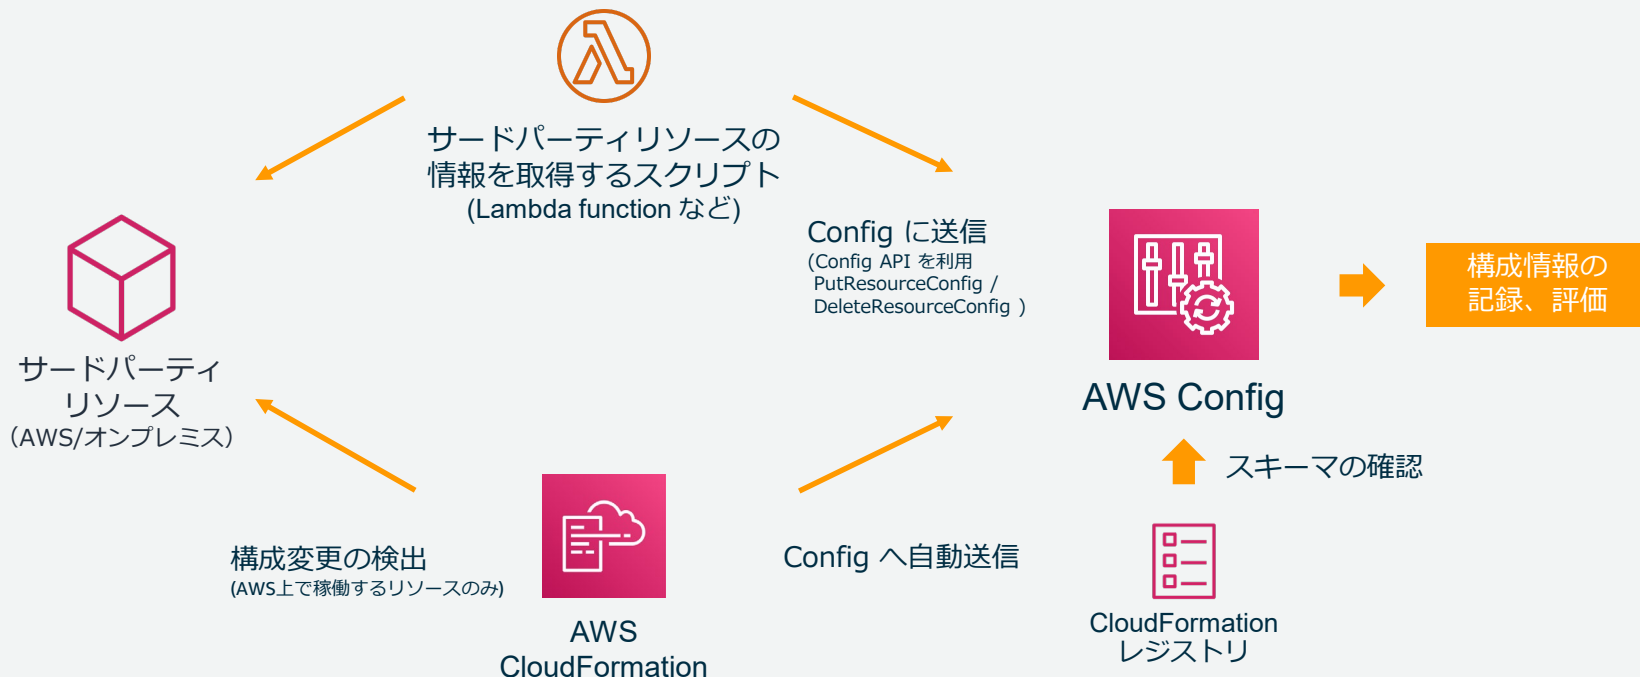 サードパーティリソースの
情報を取得するスクリプト
(Lambda function など)
Config に送信
(Config API を利用
PutResourceConfig /
DeleteResourceConfig )
構成情報の
記録、評価
サードパーティ
リソース
（AWS/オンプレミス）
AWS Config
スキーマの確認
構成変更の検出
(AWS上で稼働するリソースのみ)
Config へ自動送信
AWS
CloudFormation
CloudFormation
レジストリ